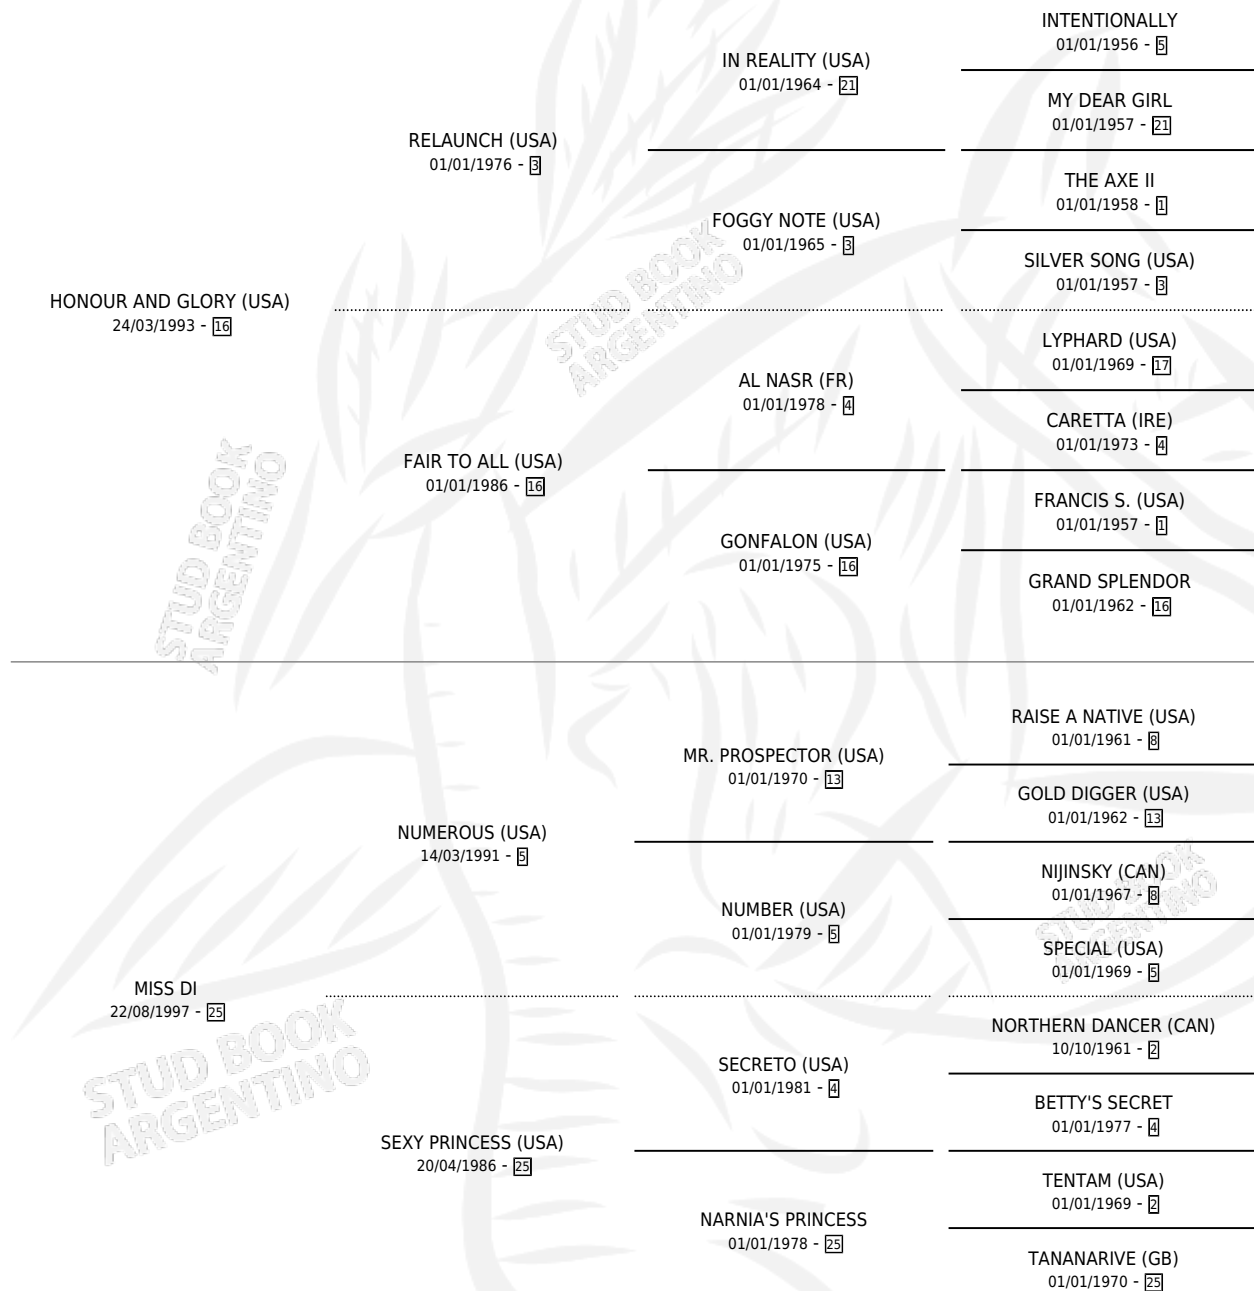 HONOUR AND GLORY (USA)
24/03/1993 - 16
RELAUNCH (USA)
01/01/1976 - 3
FAIR TO ALL (USA)
01/01/1986 - 16
IN REALITY (USA)
01/01/1964 - 21
FOGGY NOTE (USA)
01/01/1965 - 3
AL NASR (FR)
01/01/1978 - 4
GONFALON (USA)
01/01/1975 - 16
INTENTIONALLY
01/01/1956 - 5
MY DEAR GIRL
01/01/1957 - 21
THE AXE II
01/01/1958 - 1
SILVER SONG (USA)
01/01/1957 - 3
LYPHARD (USA)
01/01/1969 - 17
CARETTA (IRE)
01/01/1973 - 4
FRANCIS S. (USA)
01/01/1957 - 1
GRAND SPLENDOR
01/01/1962 - 16
MISS DI
22/08/1997 - 25
NUMEROUS (USA)
14/03/1991 - 5
SEXY PRINCESS (USA)
20/04/1986 - 25
MR. PROSPECTOR (USA)
01/01/1970 - 13
NUMBER (USA)
01/01/1979 - 5
SECRETO (USA)
01/01/1981 - 4
NARNIA'S PRINCESS
01/01/1978 - 25
RAISE A NATIVE (USA)
01/01/1961 - 8
GOLD DIGGER (USA)
01/01/1962 - 13
NIJINSKY (CAN)
01/01/1967 - 8
SPECIAL (USA)
01/01/1969 - 5
NORTHERN DANCER (CAN)
10/10/1961 - 2
BETTY'S SECRET
01/01/1977 - 4
TENTAM (USA)
01/01/1969 - 2
TANANARIVE (GB)
01/01/1970 - 25
STUD BOOK
ARGENTINO
STUD BOOK
ARGENTINO
STUD BOOK
ARGENTINO
STUD BOOK
ARGENTINO